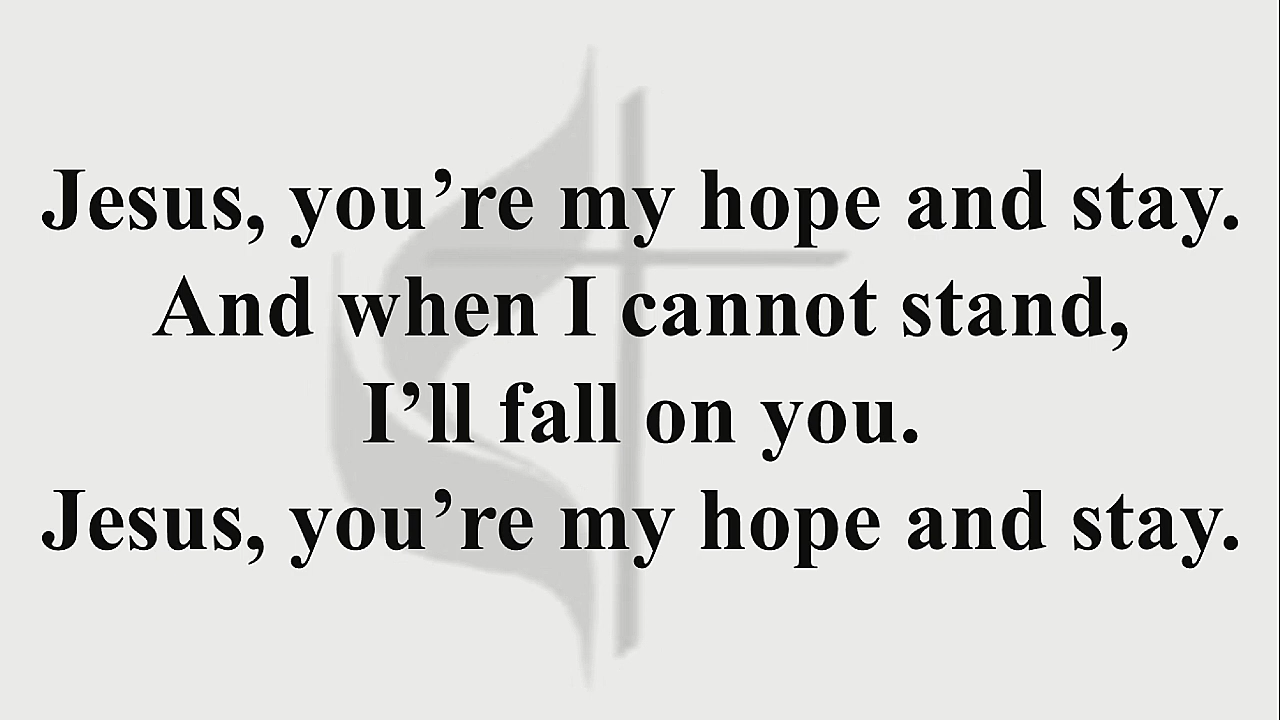 Jesus, you’re my hope and stay.
And when I cannot stand,
I’ll fall on you.
Jesus, you’re my hope and stay.